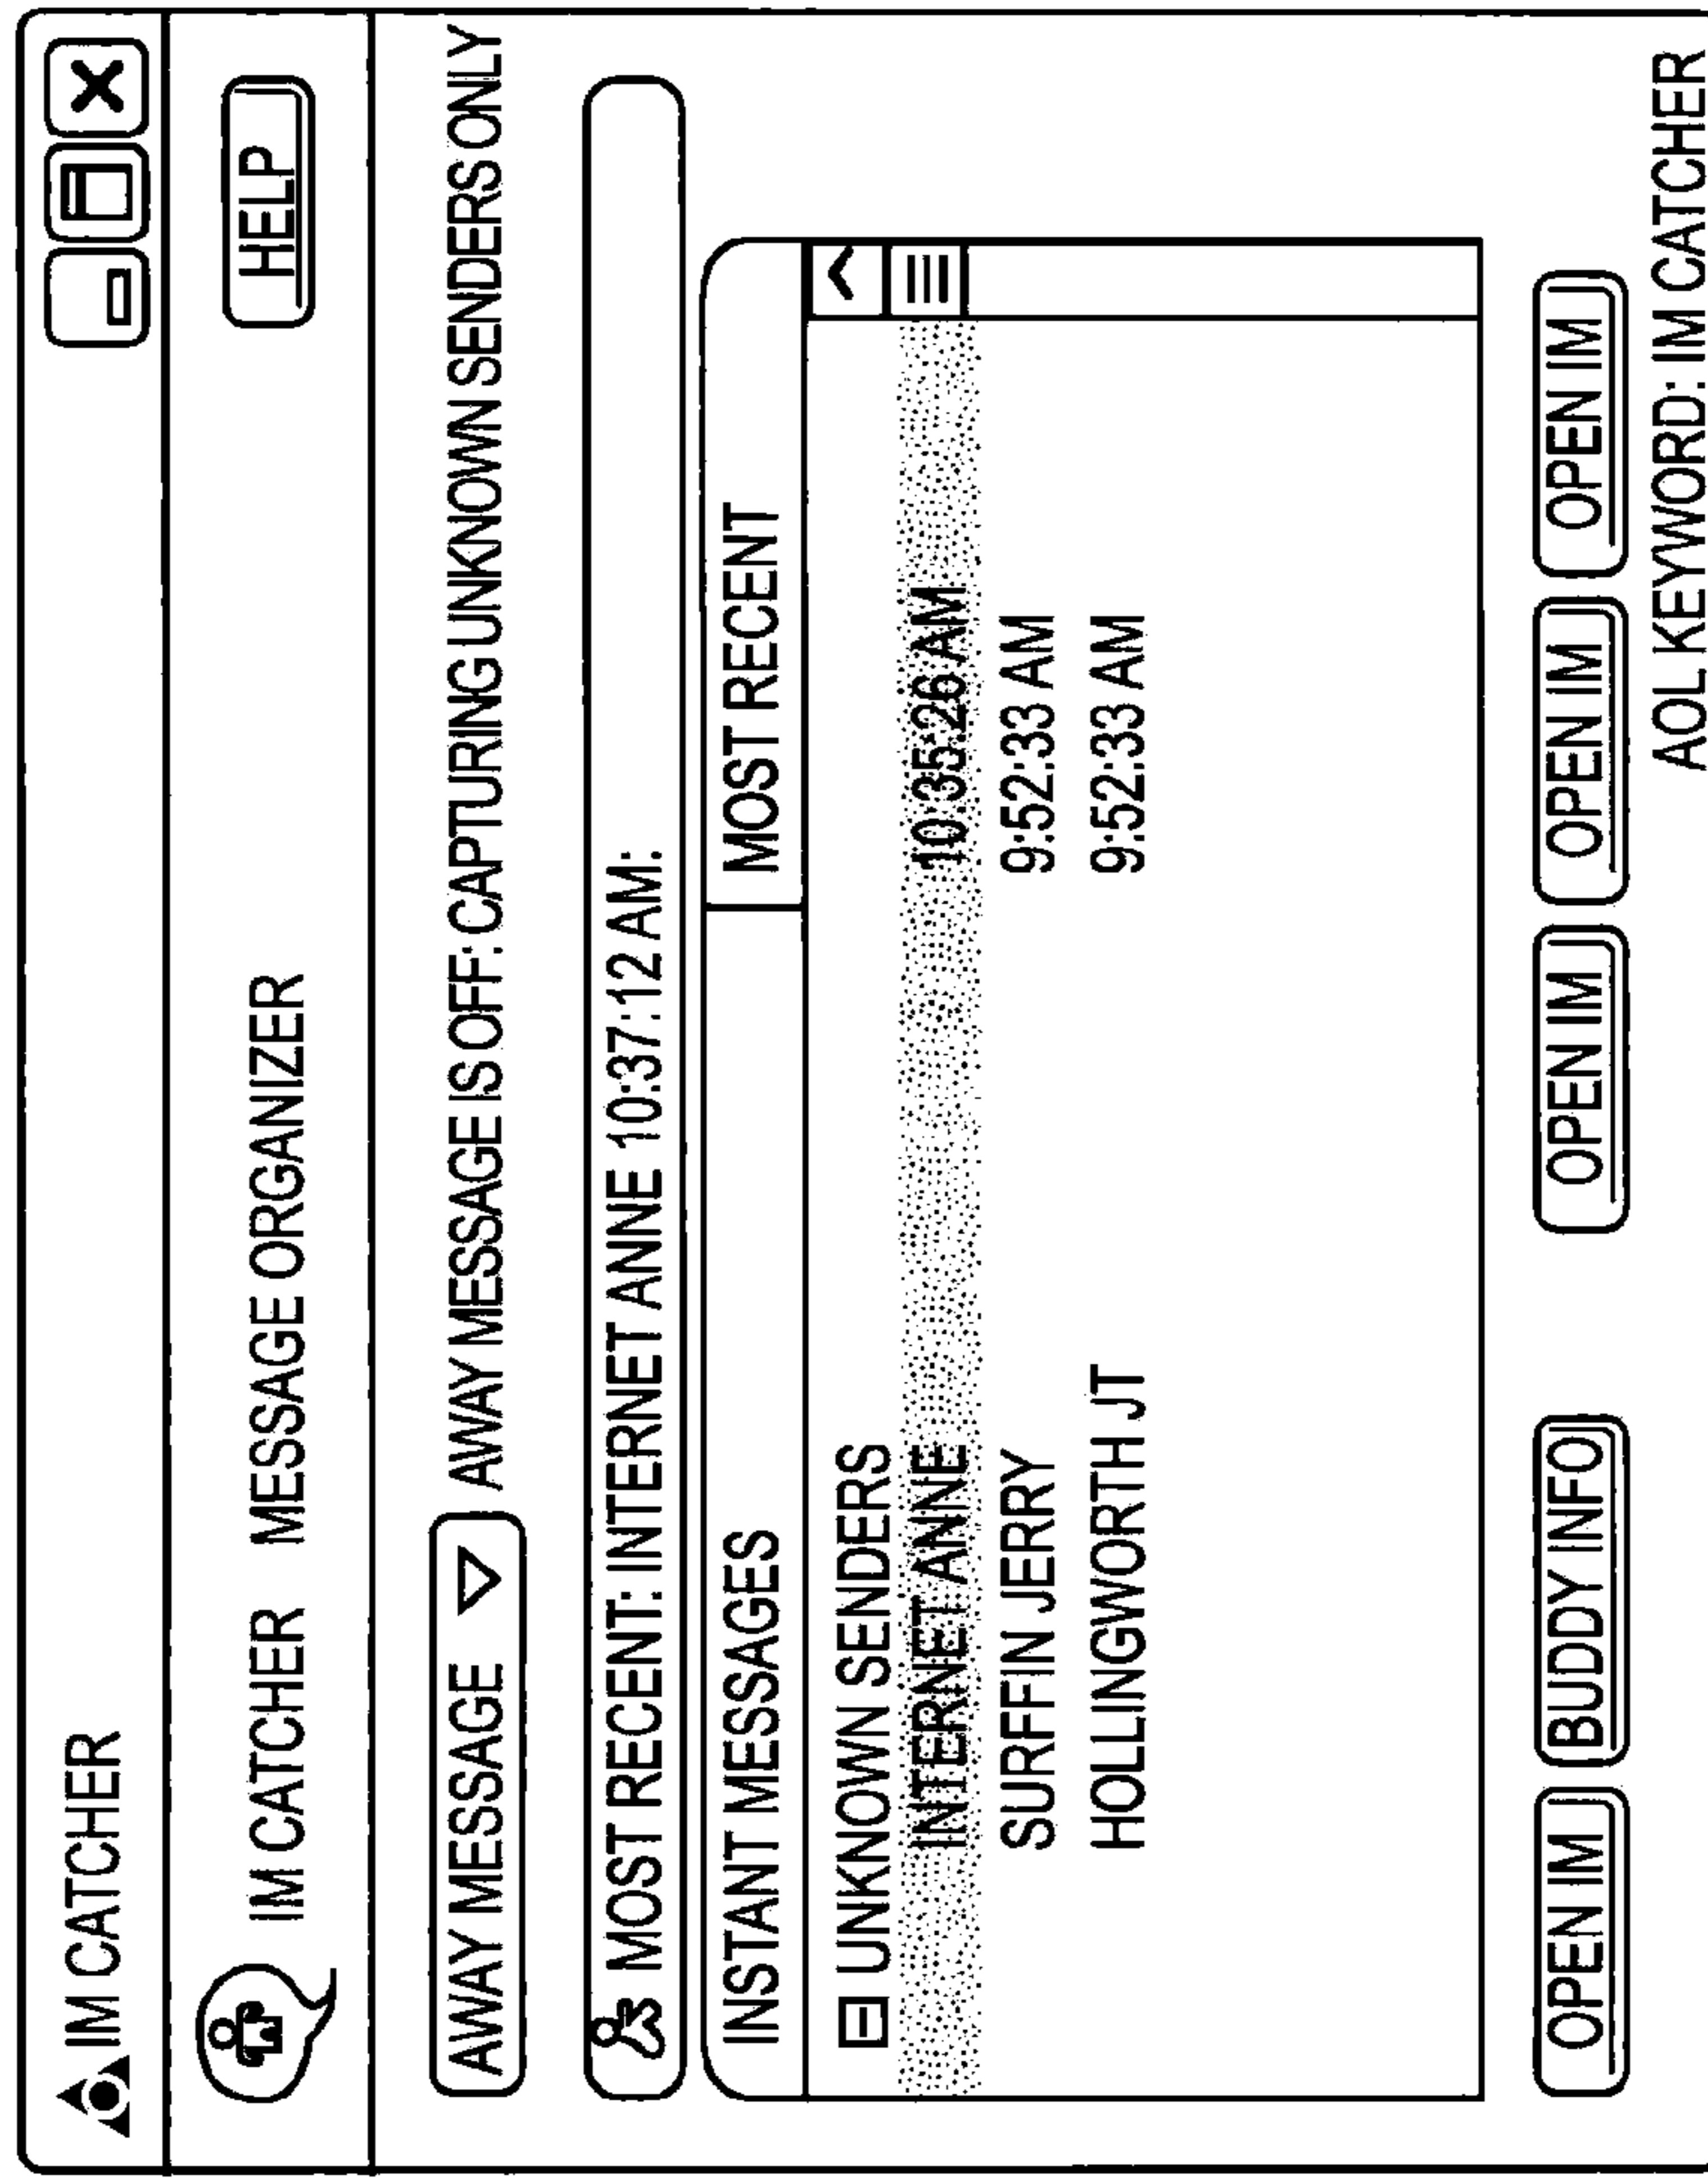 IM CATCHER
IM CATCHER MESSAGE ORGANIZER HELP
AWAY MESSAGE AWAY MESSAGE IS OFF: CAPTURING UNKNOWN SENDERS ONLY
MOST RECENT: INTERNET ANNE 10:37:12 AM:
INSTANT MESSAGES MOST RECENT
UNKNOWN SENDERS
INTERNET ANNE 10:35:26 AM
SURFFIN JERRY 9:52:33 AM
HOLLINGWORTH JT 9:52:33 AM
OPEN IM BUDDY INFO OPEN IM OPEN IM OPEN IM
AOL KEYWORD: IM CATCHER